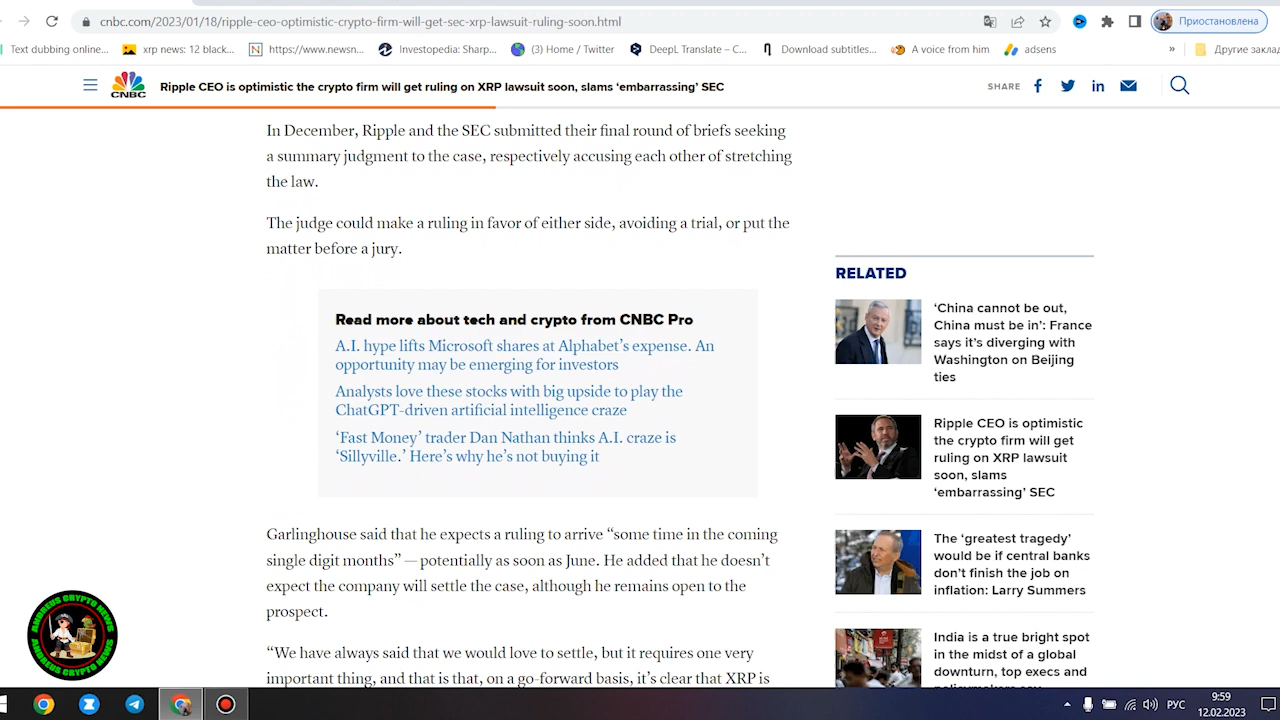 cnbc.com/2023/01/18/ripple-ceo-optimistic-crypto-firm-will-get-sec-xrp-lawsuit-ruling-soon.html
Приостановлена
Text dubbing online...
xrp news: 12 black...
https://www.newsn...
Investopedia: Sharp...
(3) Home / Twitter
DeepL Translate – C...
Download subtitles...
A voice from him
adsens
»
Другие закла
CNBC
Ripple CEO is optimistic the crypto firm will get ruling on XRP lawsuit soon, slams ‘embarrassing’ SEC
SHARE
In December, Ripple and the SEC submitted their final round of briefs seeking
a summary judgment to the case, respectively accusing each other of stretching
the law.
The judge could make a ruling in favor of either side, avoiding a trial, or put the
matter before a jury.
Read more about tech and crypto from CNBC Pro
A.I. hype lifts Microsoft shares at Alphabet’s expense. An
opportunity may be emerging for investors
Analysts love these stocks with big upside to play the
ChatGPT-driven artificial intelligence craze
‘Fast Money’ trader Dan Nathan thinks A.I. craze is
‘Sillyville.’ Here’s why he’s not buying it
Garlinghouse said that he expects a ruling to arrive “some time in the coming
single digit months” — potentially as soon as June. He added that he doesn’t
expect the company will settle the case, although he remains open to the
prospect.
“We have always said that we would love to settle, but it requires one very
important thing, and that is that, on a go-forward basis, it’s clear that XRP is
RELATED
‘China cannot be out,
China must be in’: France
says it’s diverging with
Washington on Beijing
ties
Ripple CEO is optimistic
the crypto firm will get
ruling on XRP lawsuit
soon, slams
‘embarrassing’ SEC
The ‘greatest tragedy’
would be if central banks
don’t finish the job on
inflation: Larry Summers
India is a true bright spot
in the midst of a global
downturn, top execs and
ANDREUS CRYPTO NEWS
ANDREUS CRYPTO NEWS
РУС
9:59
12.02.2023